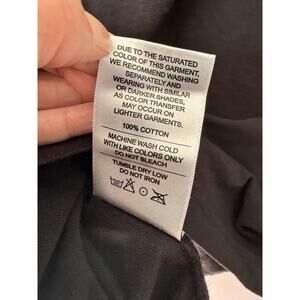 DUE TO THE SATURATED
COLOR OF THIS GARMENT,
WE RECOMMEND WASHING
SEPARATELY AND
WEARING WITH SIMILAR
OR DARKER SHADES,
AS COLOR TRANSFER
MAY OCCUR ON
LIGHTER GARMENTS.
100% COTTON
MACHINE WASH COLD
WITH LIKE COLORS ONLY
DO NOT BLEACH
TUMBLE DRY LOW
DO NOT IRON